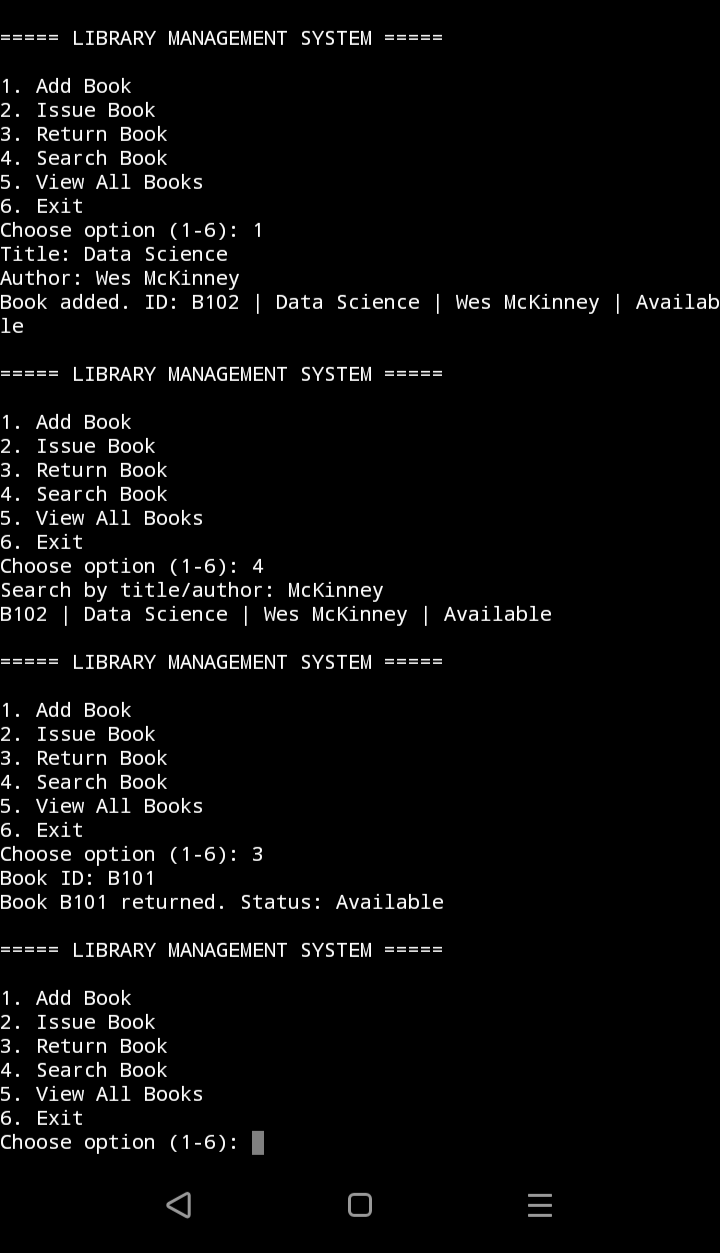 ===== LIBRARY MANAGEMENT SYSTEM =====
1. Add Book
2. Issue Book
3. Return Book
4. Search Book
5. View All Books
6. Exit
Choose option (1-6): 1
Title: Data Science
Author: Wes McKinney
Book added. ID: B102 | Data Science | Wes McKinney | Availab
le
===== LIBRARY MANAGEMENT SYSTEM =====
1. Add Book
2. Issue Book
3. Return Book
4. Search Book
5. View All Books
6. Exit
Choose option (1-6): 4
Search by title/author: McKinney
B102 | Data Science | Wes McKinney | Available
===== LIBRARY MANAGEMENT SYSTEM =====
1. Add Book
2. Issue Book
3. Return Book
4. Search Book
5. View All Books
6. Exit
Choose option (1-6): 3
Book ID: B101
Book B101 returned. Status: Available
===== LIBRARY MANAGEMENT SYSTEM =====
1. Add Book
2. Issue Book
3. Return Book
4. Search Book
5. View All Books
6. Exit
Choose option (1-6):